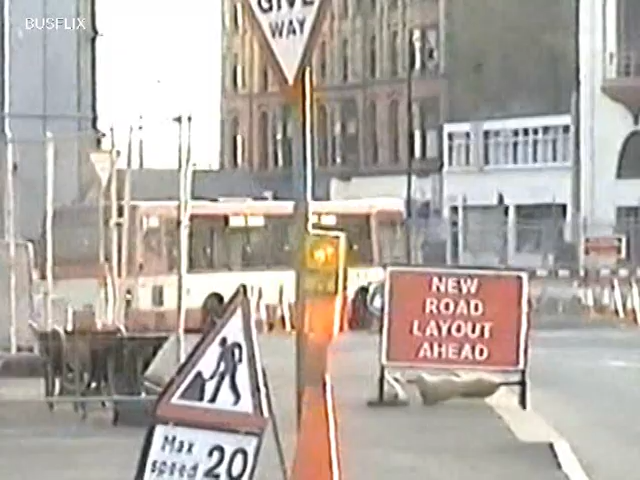 BUSFLIX
GIVE
WAY
NEW
ROAD
LAYOUT
AHEAD
Max
speed 20